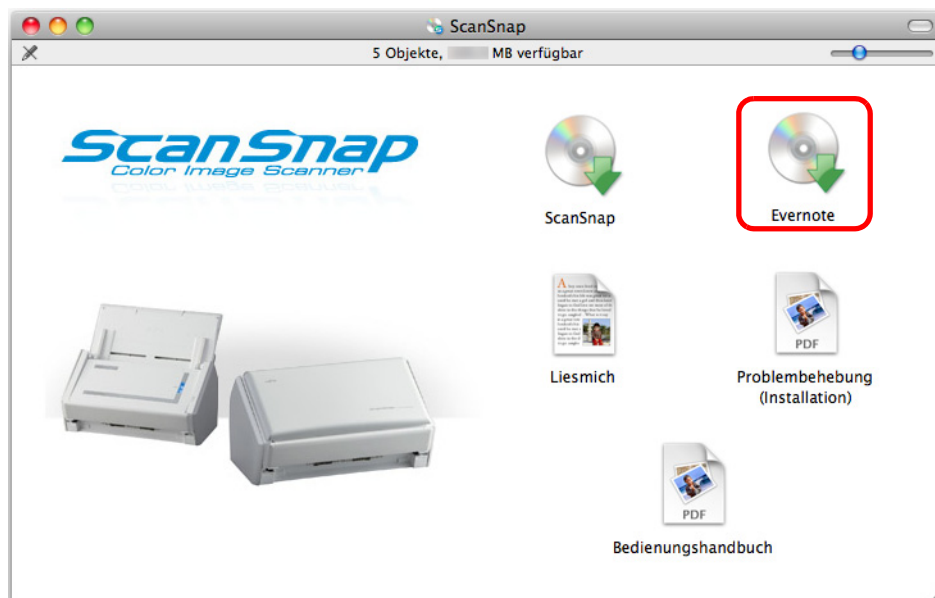 ScanSnap
5 Objekte, MB verfügbar
ScanSnap
Color Image Scanner
ScanSnap
Evernote
Liesmich
PDF
Problembehebung
(Installation)
PDF
Bedienungshandbuch